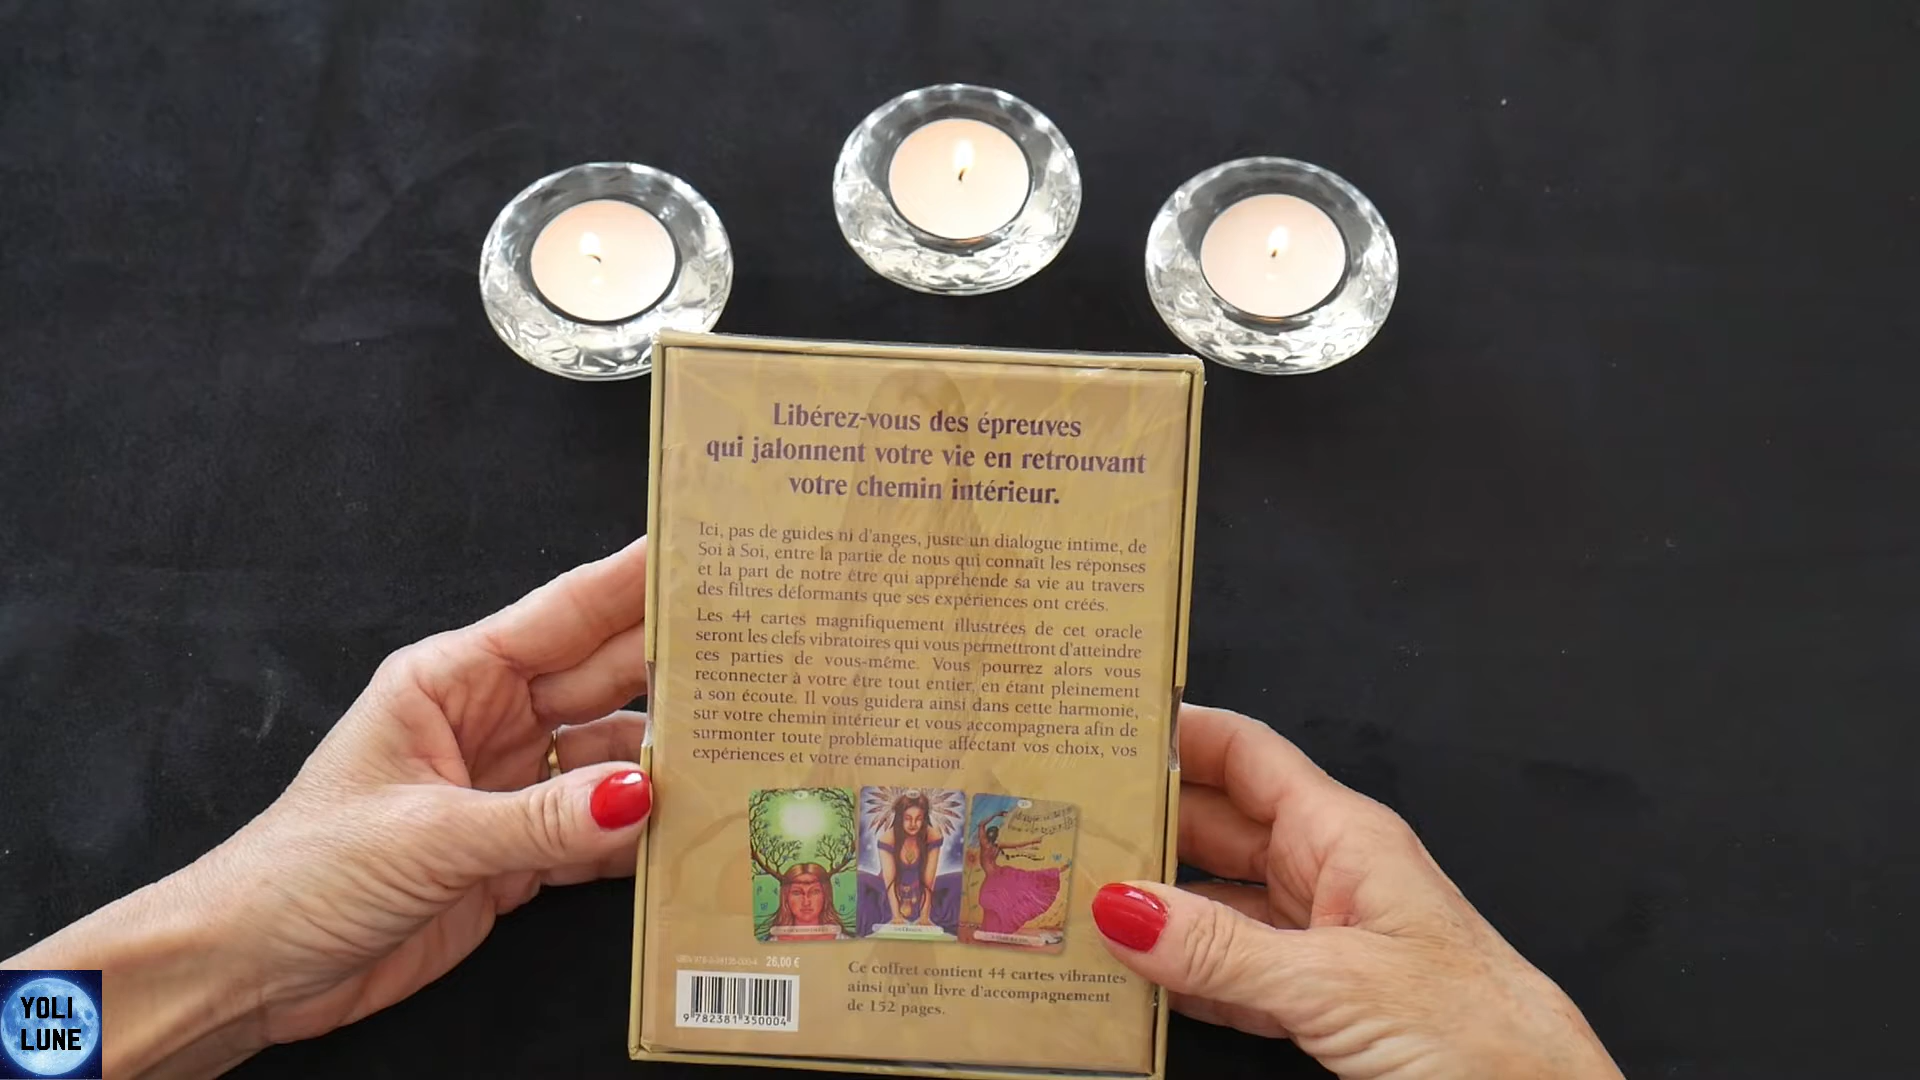 Libérez-vous des épreuves
qui jalonnent votre vie en retrouvant
votre chemin intérieur.
Ici, pas de guides ni d'anges, juste un dialogue intime, de
Soi à Soi, entre la partie de nous qui connaît les réponses
et la part de notre être qui appréhende sa vie au travers
des filtres déformants que ses expériences ont créés.
Les 44 cartes magnifiquement illustrées de cet oracle
seront les clefs vibratoires qui vous permettront d'atteindre
ces parties de vous-même. Vous pourrez alors vous
reconnecter à votre être tout entier, en étant pleinement
à son écoute. Il vous guidera ainsi dans cette harmonie,
sur votre chemin intérieur et vous accompagnera afin de
surmonter toute problématique affectant vos choix, vos
expériences et votre émancipation.
26,00 €
9 782381 350004
Ce coffret contient 44 cartes vibrantes
ainsi qu'un livre d'accompagnement
de 152 pages.
YOLI
LUNE